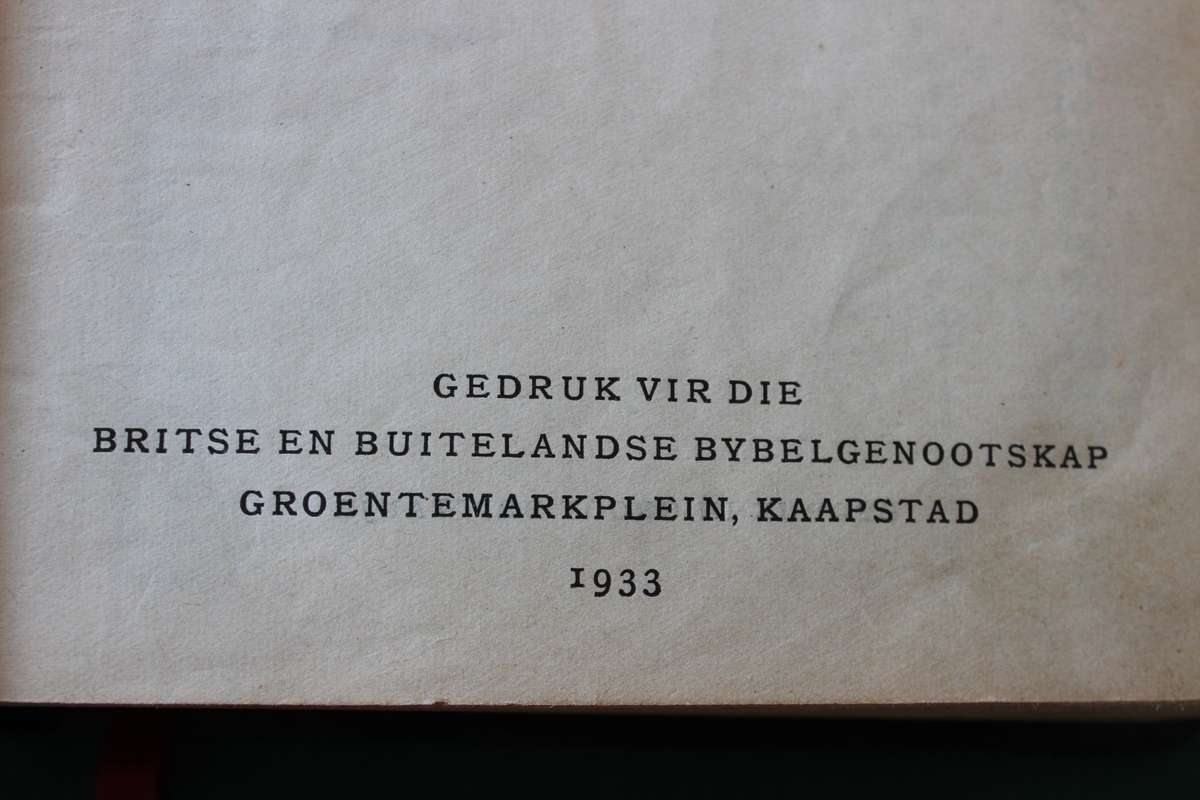 GEDRUK VIR DIE
BRITSE EN BUITELANDSE BYBELGENOOTSKAP
GROENTEMARKPLEIN, KAAPSTAD
1933